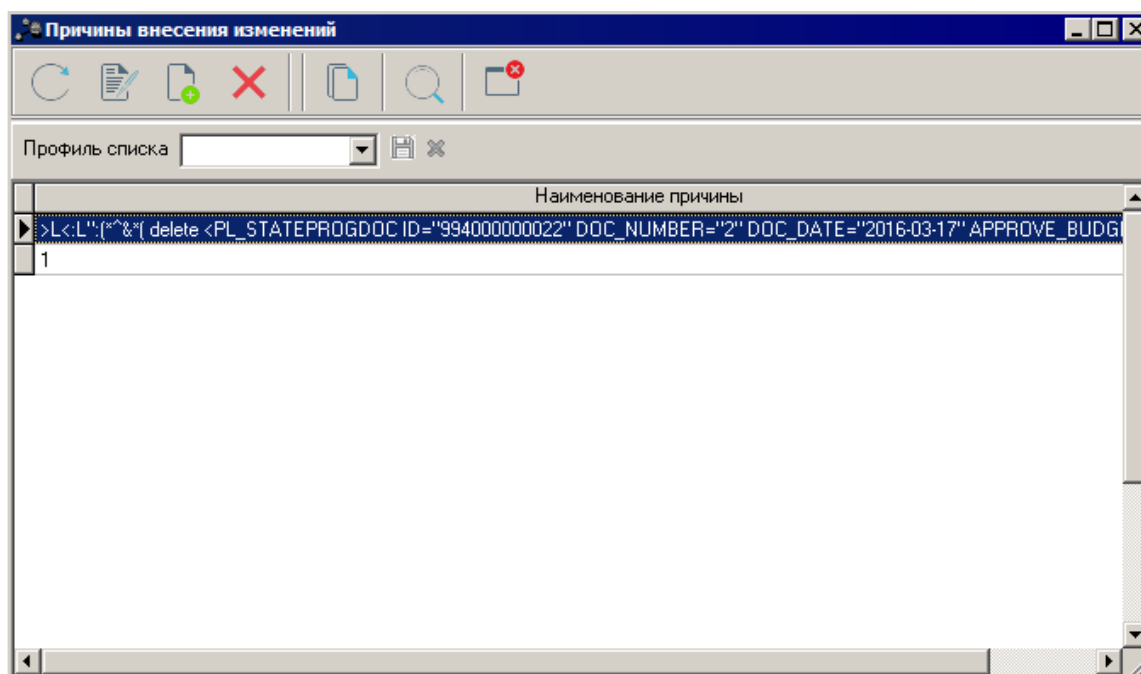 Причины внесения изменений
Профиль списка
Наименование причины
>L<:L":(*^&*( delete <PL_STATEPROGDOC ID="994000000022" DOC_NUMBER="2" DOC_DATE="2016-03-17" APPROVE_BUDG
1